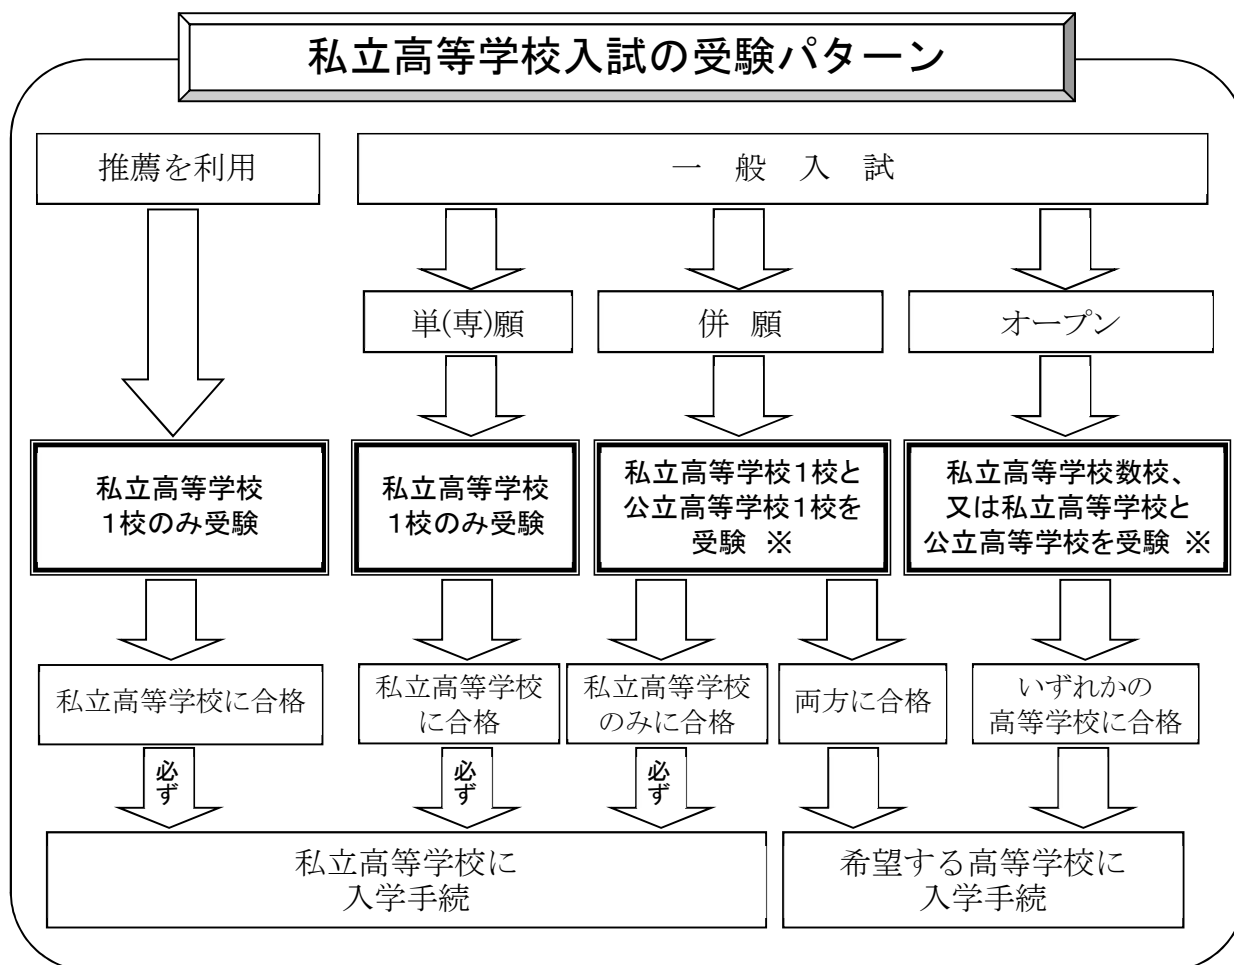 私立高等学校入試の受験パターン
推薦を利用
一般入試
単(専)願
併願
オープン
私立高等学校
1校のみ受験
私立高等学校
1校のみ受験
私立高等学校1校と
公立高等学校1校を
受験 ※
私立高等学校数校、
又は私立高等学校と
公立高等学校を受験 ※
私立高等学校に合格
私立高等学校
に合格
私立高等学校
のみに合格
両方に合格
いずれかの
高等学校に合格
必ず
必ず
必ず
私立高等学校に
入学手続
希望する高等学校に
入学手続